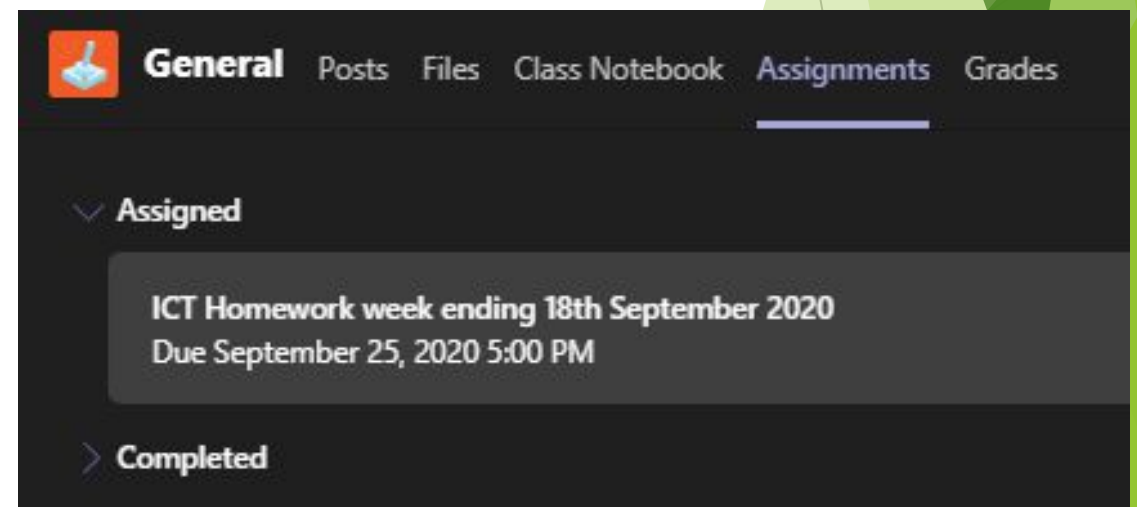 General Posts Files Class Notebook Assignments Grades
Assigned
ICT Homework week ending 18th September 2020
Due September 25, 2020 5:00 PM
Completed